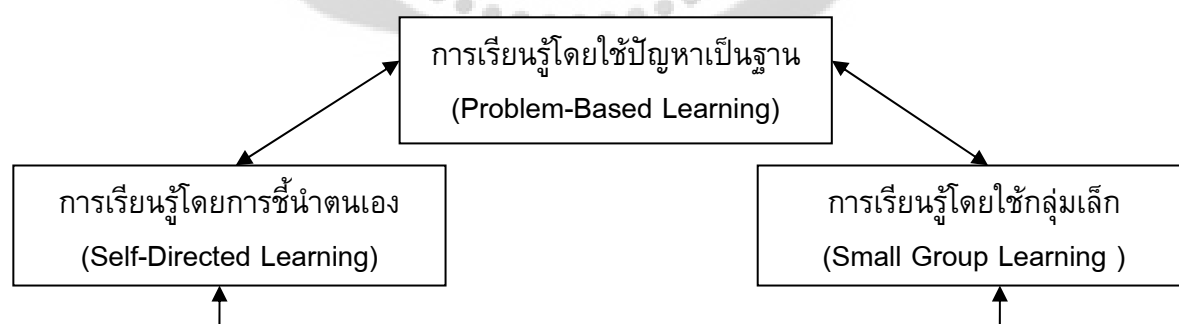 การเรียนรู้โดยใช้ปัญหาเป็นฐาน
(Problem-Based Learning)
การเรียนรู้โดยการชี้นำตนเอง
(Self-Directed Learning)
การเรียนรู้โดยใช้กลุ่มเล็ก
(Small Group Learning )